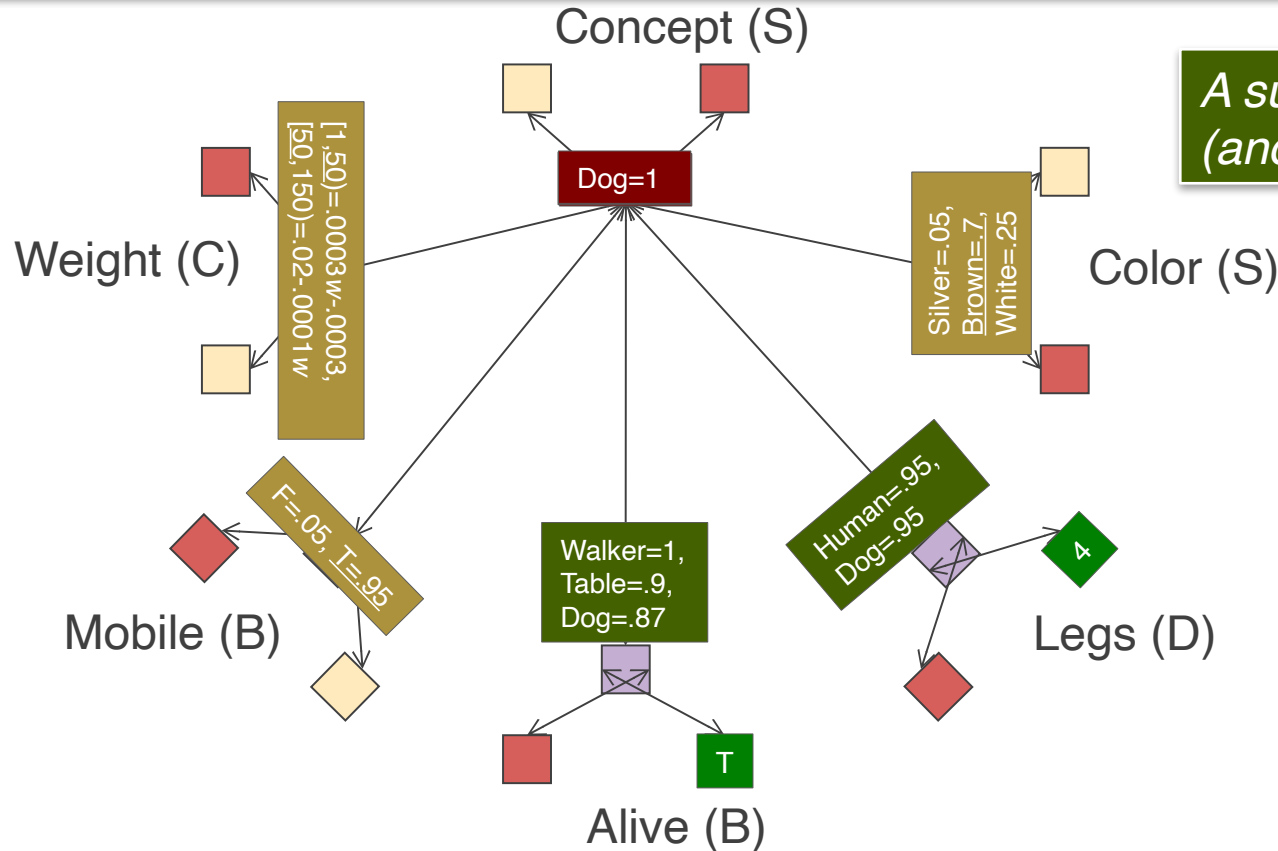 Concept (S)
A su
(and
Dog=1
[1,50)=.0003w-.0003,
[50,150)=.02-.0001w
Weight (C)
Silver=.05,
Brown=.7,
White=.25
Color (S)
F=.05, T=.95
Mobile (B)
Walker=1,
Table=.9,
Dog=.87
T
Alive (B)
Human=.95,
Dog=.95
4
Legs (D)